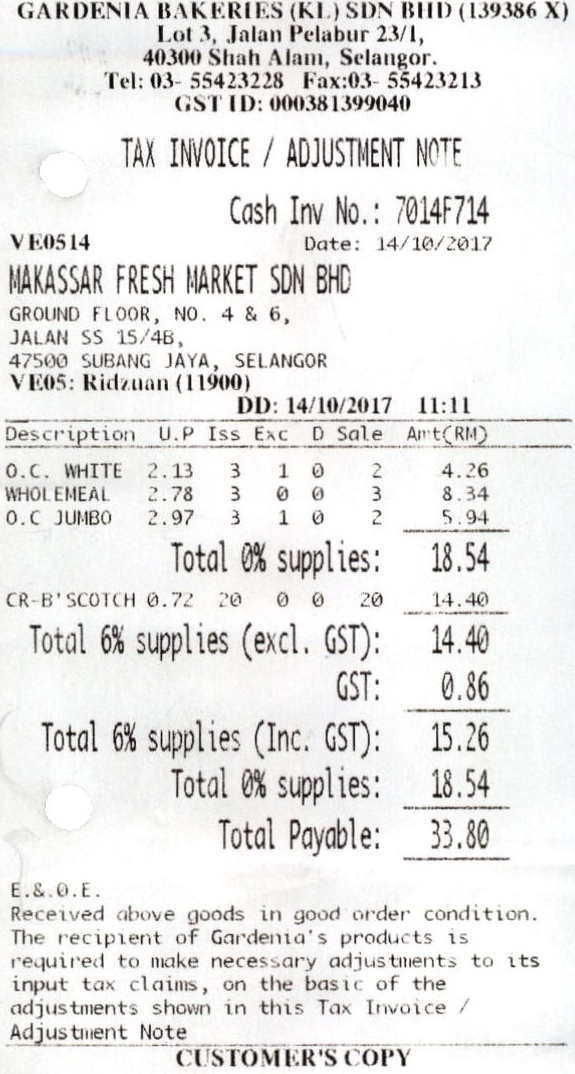 GARDENIA BAKERIES (KL) SDN BHD (139386 X)
Lot 3, Jalan Pelabur 23/1,
40300 Shah Alam, Selangor.
Tel: 03- 55423228 Fax:03- 55423213
GST ID: 000381399040
TAX INVOICE / ADJUSTMENT NOTE
Cash Inv No.: 7014F714
VE0514 Date: 14/10/2017
MAKASSAR FRESH MARKET SDN BHD
GROUND FLOOR, NO. 4 & 6,
JALAN SS 15/4B,
47500 SUBANG JAYA, SELANGOR
VE05: Ridzuan (11900)
DD: 14/10/2017 11:11
Description U.P Iss Exc D Sale Amt(RM)
O.C. WHITE 2.13 3 1 0 2 4.26
WHOLEMEAL 2.78 3 0 0 3 8.34
O.C JUMBO 2.97 3 1 0 2 5.94
Total 0% supplies: 18.54
CR-B'SCOTCH 0.72 20 0 0 20 14.40
Total 6% supplies (excl. GST): 14.40
GST: 0.86
Total 6% supplies (Inc. GST): 15.26
Total 0% supplies: 18.54
Total Payable: 33.80
E.&.O.E.
Received above goods in good order condition.
The recipient of Gardenia's products is
required to make necessary adjustments to its
input tax claims, on the basic of the
adjustments shown in this Tax Invoice /
Adjustment Note
CUSTOMER'S COPY